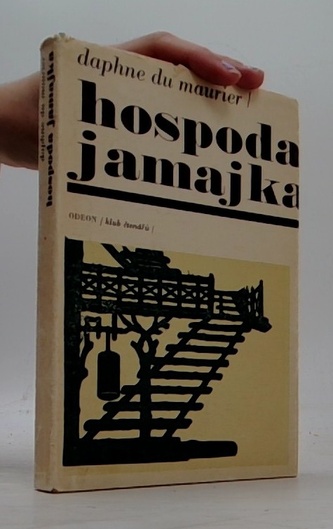 daphne du maurier /
hospoda
jamajka
ODEON / klub čtenářů /
daphne du maurier
hospoda jamajka